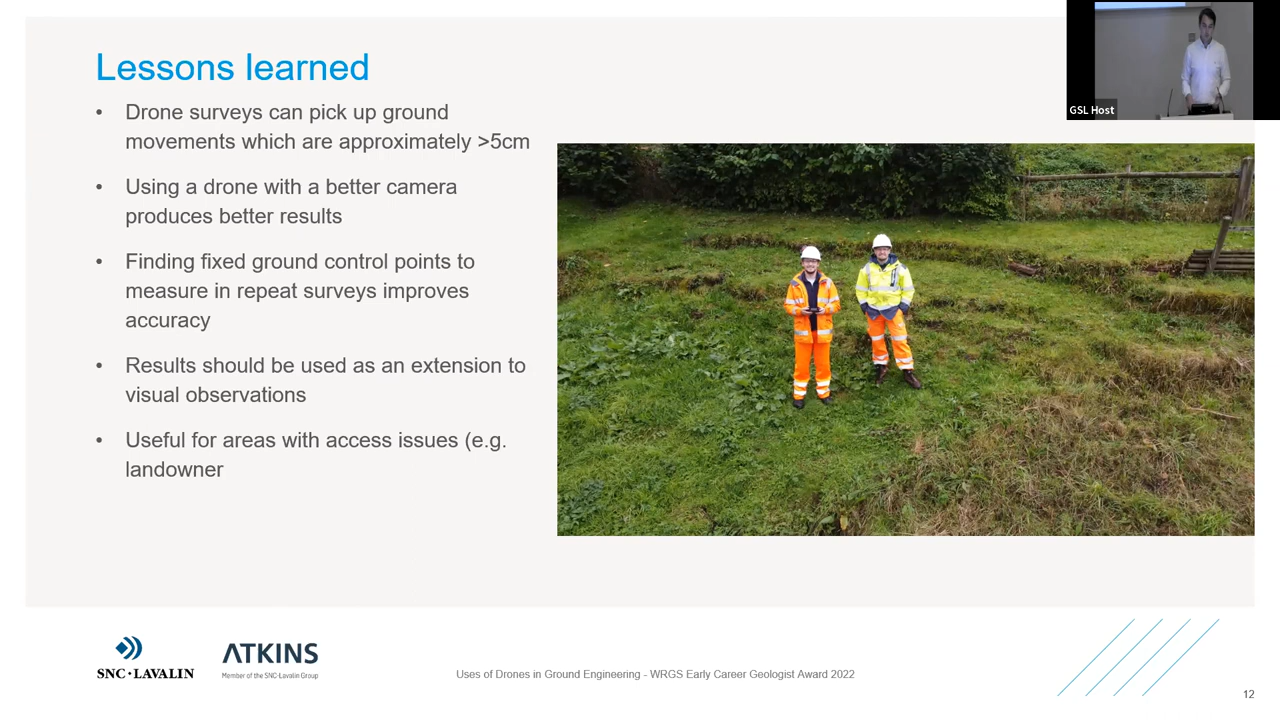 Lessons learned
• Drone surveys can pick up ground
movements which are approximately >5cm
• Using a drone with a better camera
produces better results
• Finding fixed ground control points to
measure in repeat surveys improves
accuracy
• Results should be used as an extension to
visual observations
• Useful for areas with access issues (e.g.
landowner
GSL Host
SNC•LAVALIN
ATKINS
Member of the SNC-Lavalin Group
Uses of Drones in Ground Engineering - WRGS Early Career Geologist Award 2022
12